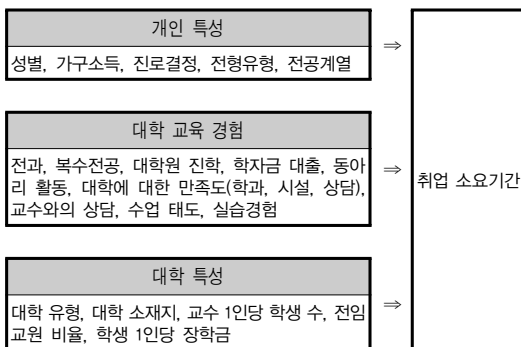 개인 특성
⇒
성별, 가구소득, 진로결정, 전형유형, 전공계열
대학 교육 경험
전과, 복수전공, 대학원 진학, 학자금 대출, 동아
리 활동, 대학에 대한 만족도(학과, 시설, 상담),
교수와의 상담, 수업 태도, 실습경험
⇒
취업 소요기간
대학 특성
대학 유형, 대학 소재지, 교수 1인당 학생 수, 전임
교원 비율, 학생 1인당 장학금
⇒